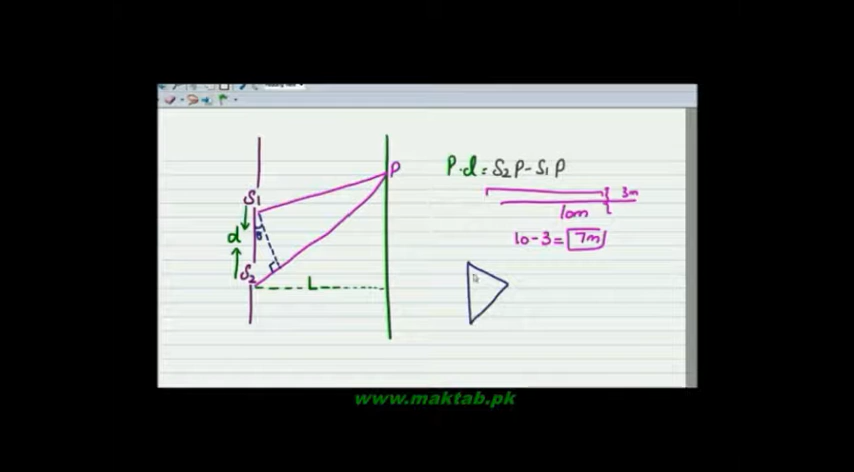 P
P.d = S₂P - S₁P
S₁
3m
10m
d
θ
10 - 3 = 7m
S₂
L
www.maktab.pk